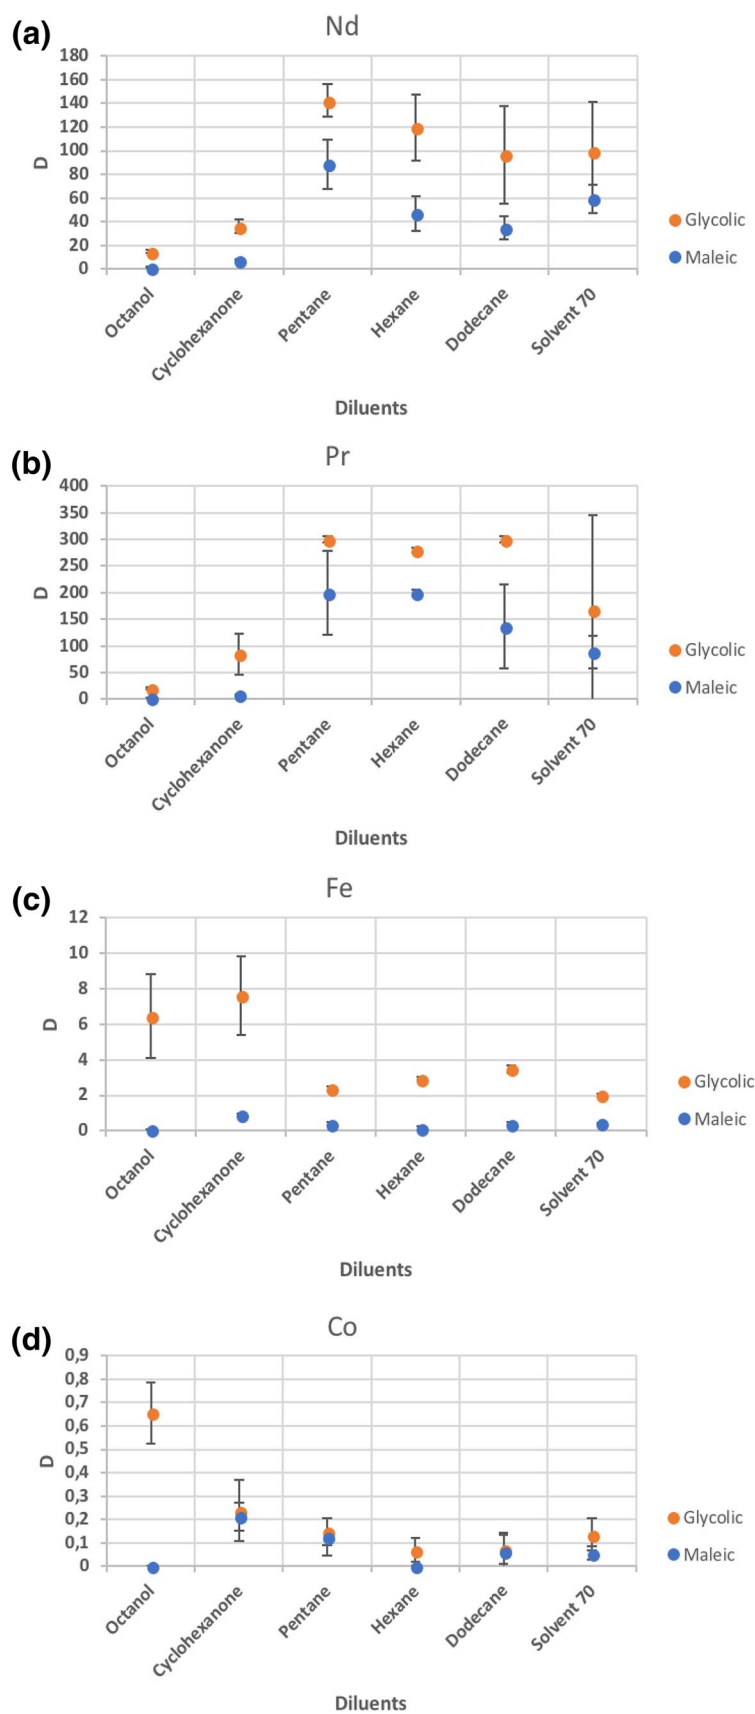 (a)
Nd
180
160
140
120
100
80
60
40
20
0
D
Octanol
Cyclohexanone
Pentane
Hexane
Dodecane
Solvent 70
Diluents
Glycolic
Maleic
(b)
Pr
400
350
300
250
200
150
100
50
0
D
Octanol
Cyclohexanone
Pentane
Hexane
Dodecane
Solvent 70
Diluents
Glycolic
Maleic
(c)
Fe
12
10
8
6
4
2
0
D
Octanol
Cyclohexanone
Pentane
Hexane
Dodecane
Solvent 70
Diluents
Glycolic
Maleic
(d)
Co
0,9
0,8
0,7
0,6
0,5
0,4
0,3
0,2
0,1
0
D
Octanol
Cyclohexanone
Pentane
Hexane
Dodecane
Solvent 70
Diluents
Glycolic
Maleic